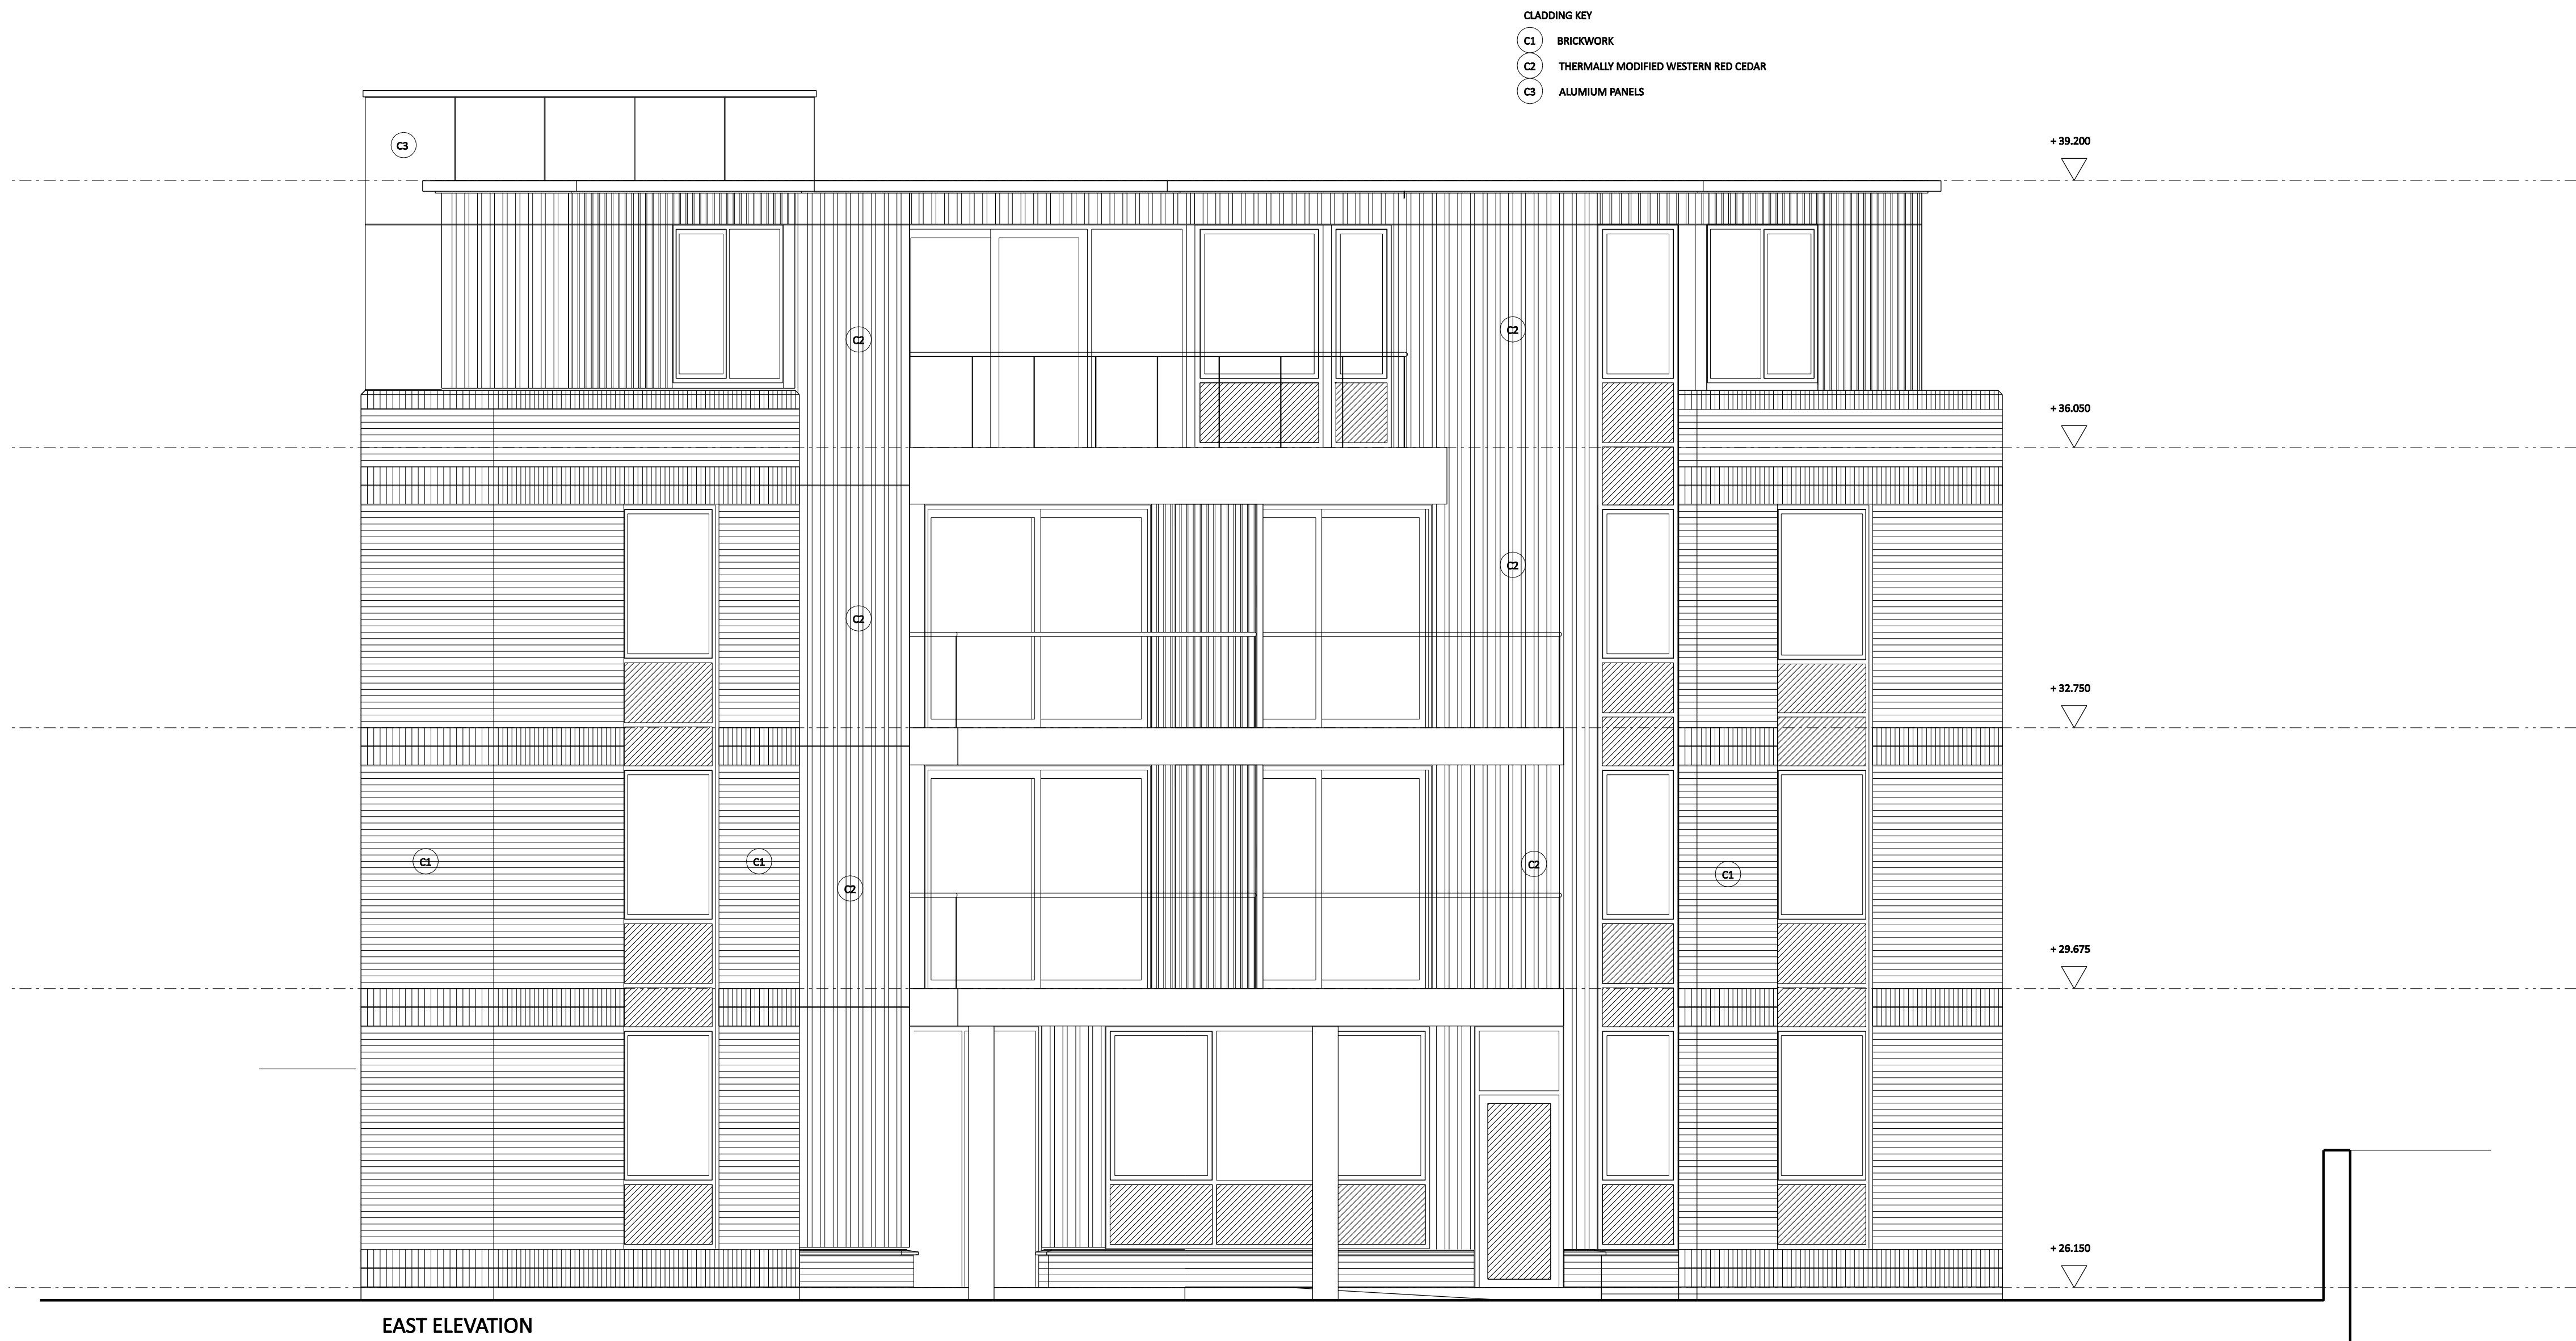 CLADDING KEY
C1 BRICKWORK
C2 THERMALLY MODIFIED WESTERN RED CEDAR
C3 ALUMIUM PANELS
+ 39.200
C3
C2
C2
+ 36.050
C2
C2
+ 32.750
C1
C1
C2
C2
C1
+ 29.675
+ 26.150
EAST ELEVATION